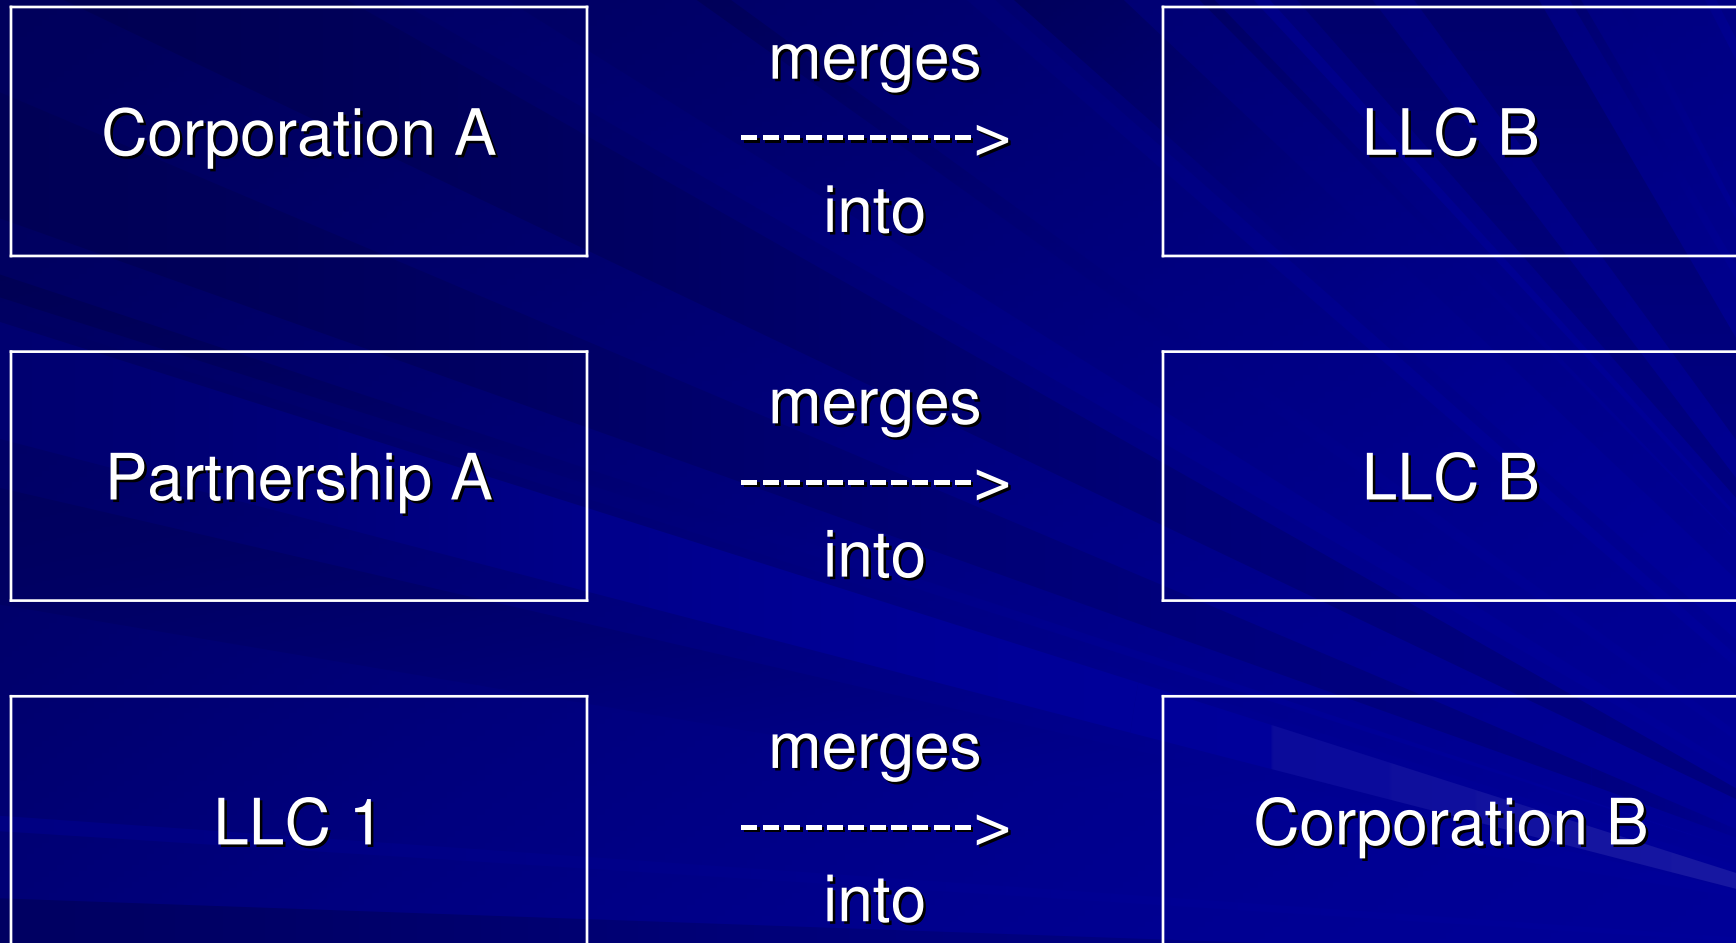 Corporation A
merges
----------->
into
LLC B
Partnership A
merges
----------->
into
LLC B
LLC 1
merges
----------->
into
Corporation B